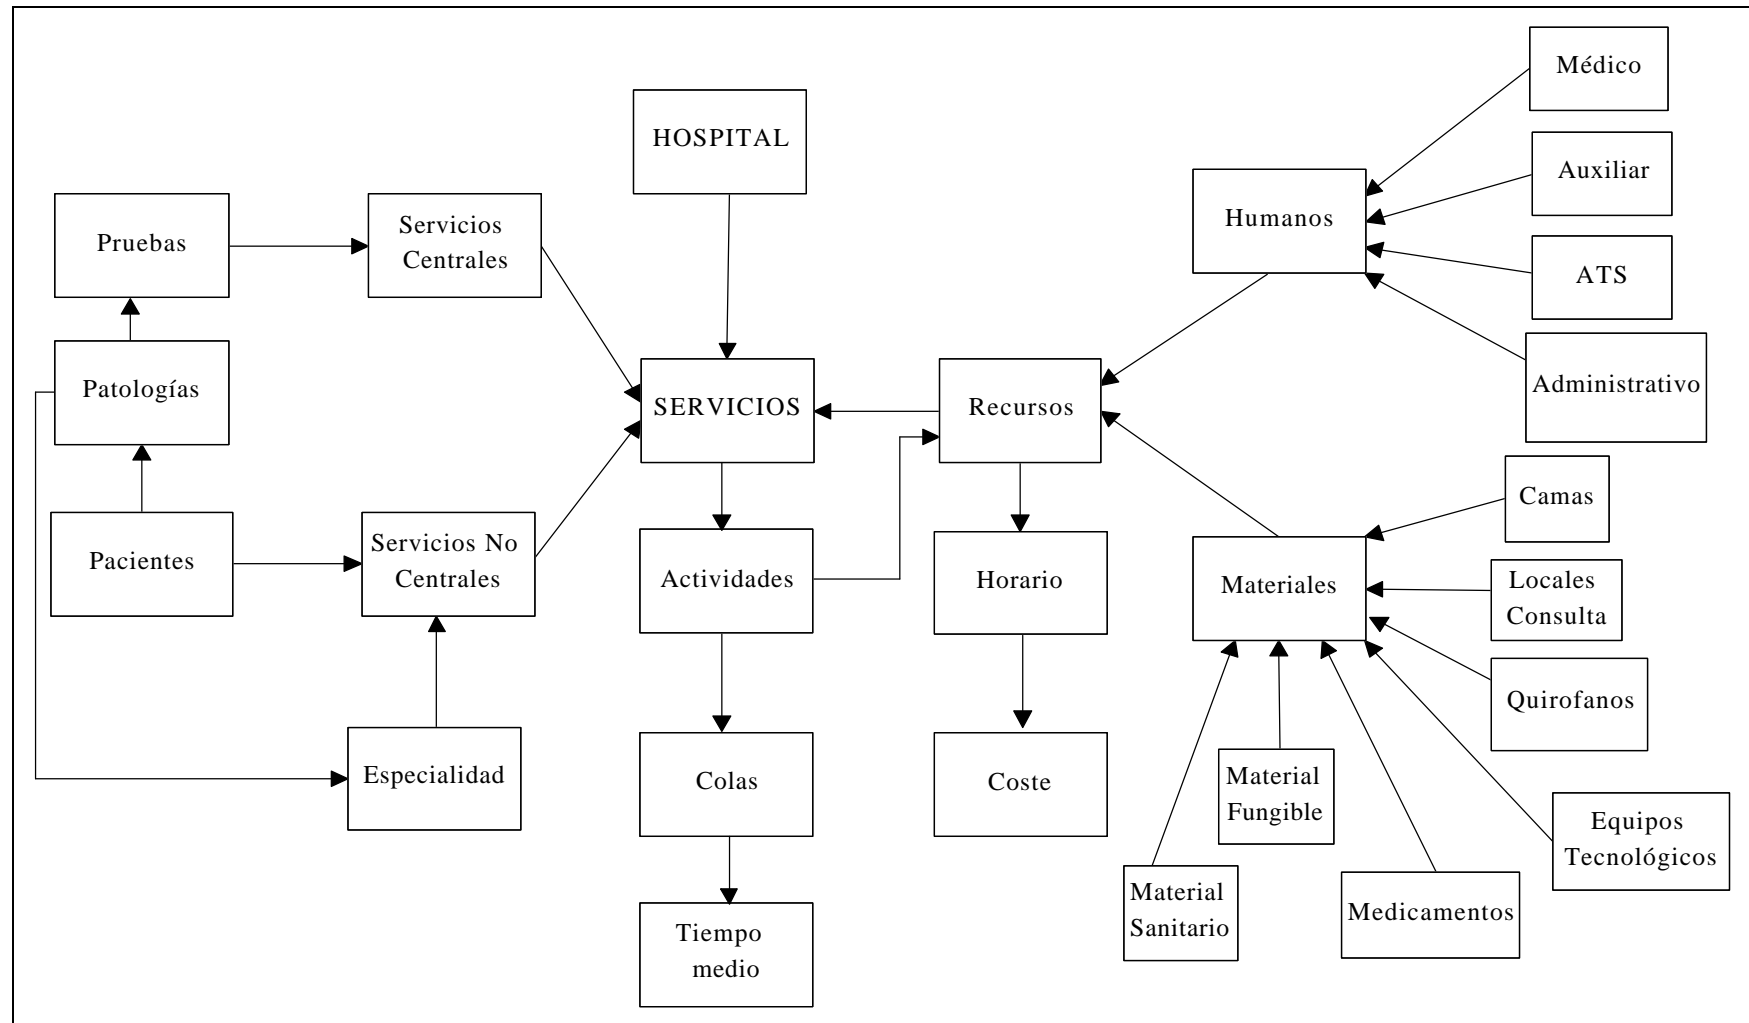 Médico
HOSPITAL
Auxiliar
Servicios
Centrales
Humanos
Pruebas
ATS
Patologías
SERVICIOS
Recursos
Administrativo
Camas
Pacientes
Servicios No
Centrales
Actividades
Horario
Materiales
Locales
Consulta
Quirofanos
Especialidad
Colas
Coste
Material
Fungible
Equipos
Tecnológicos
Material
Sanitario
Medicamentos
Tiempo
medio